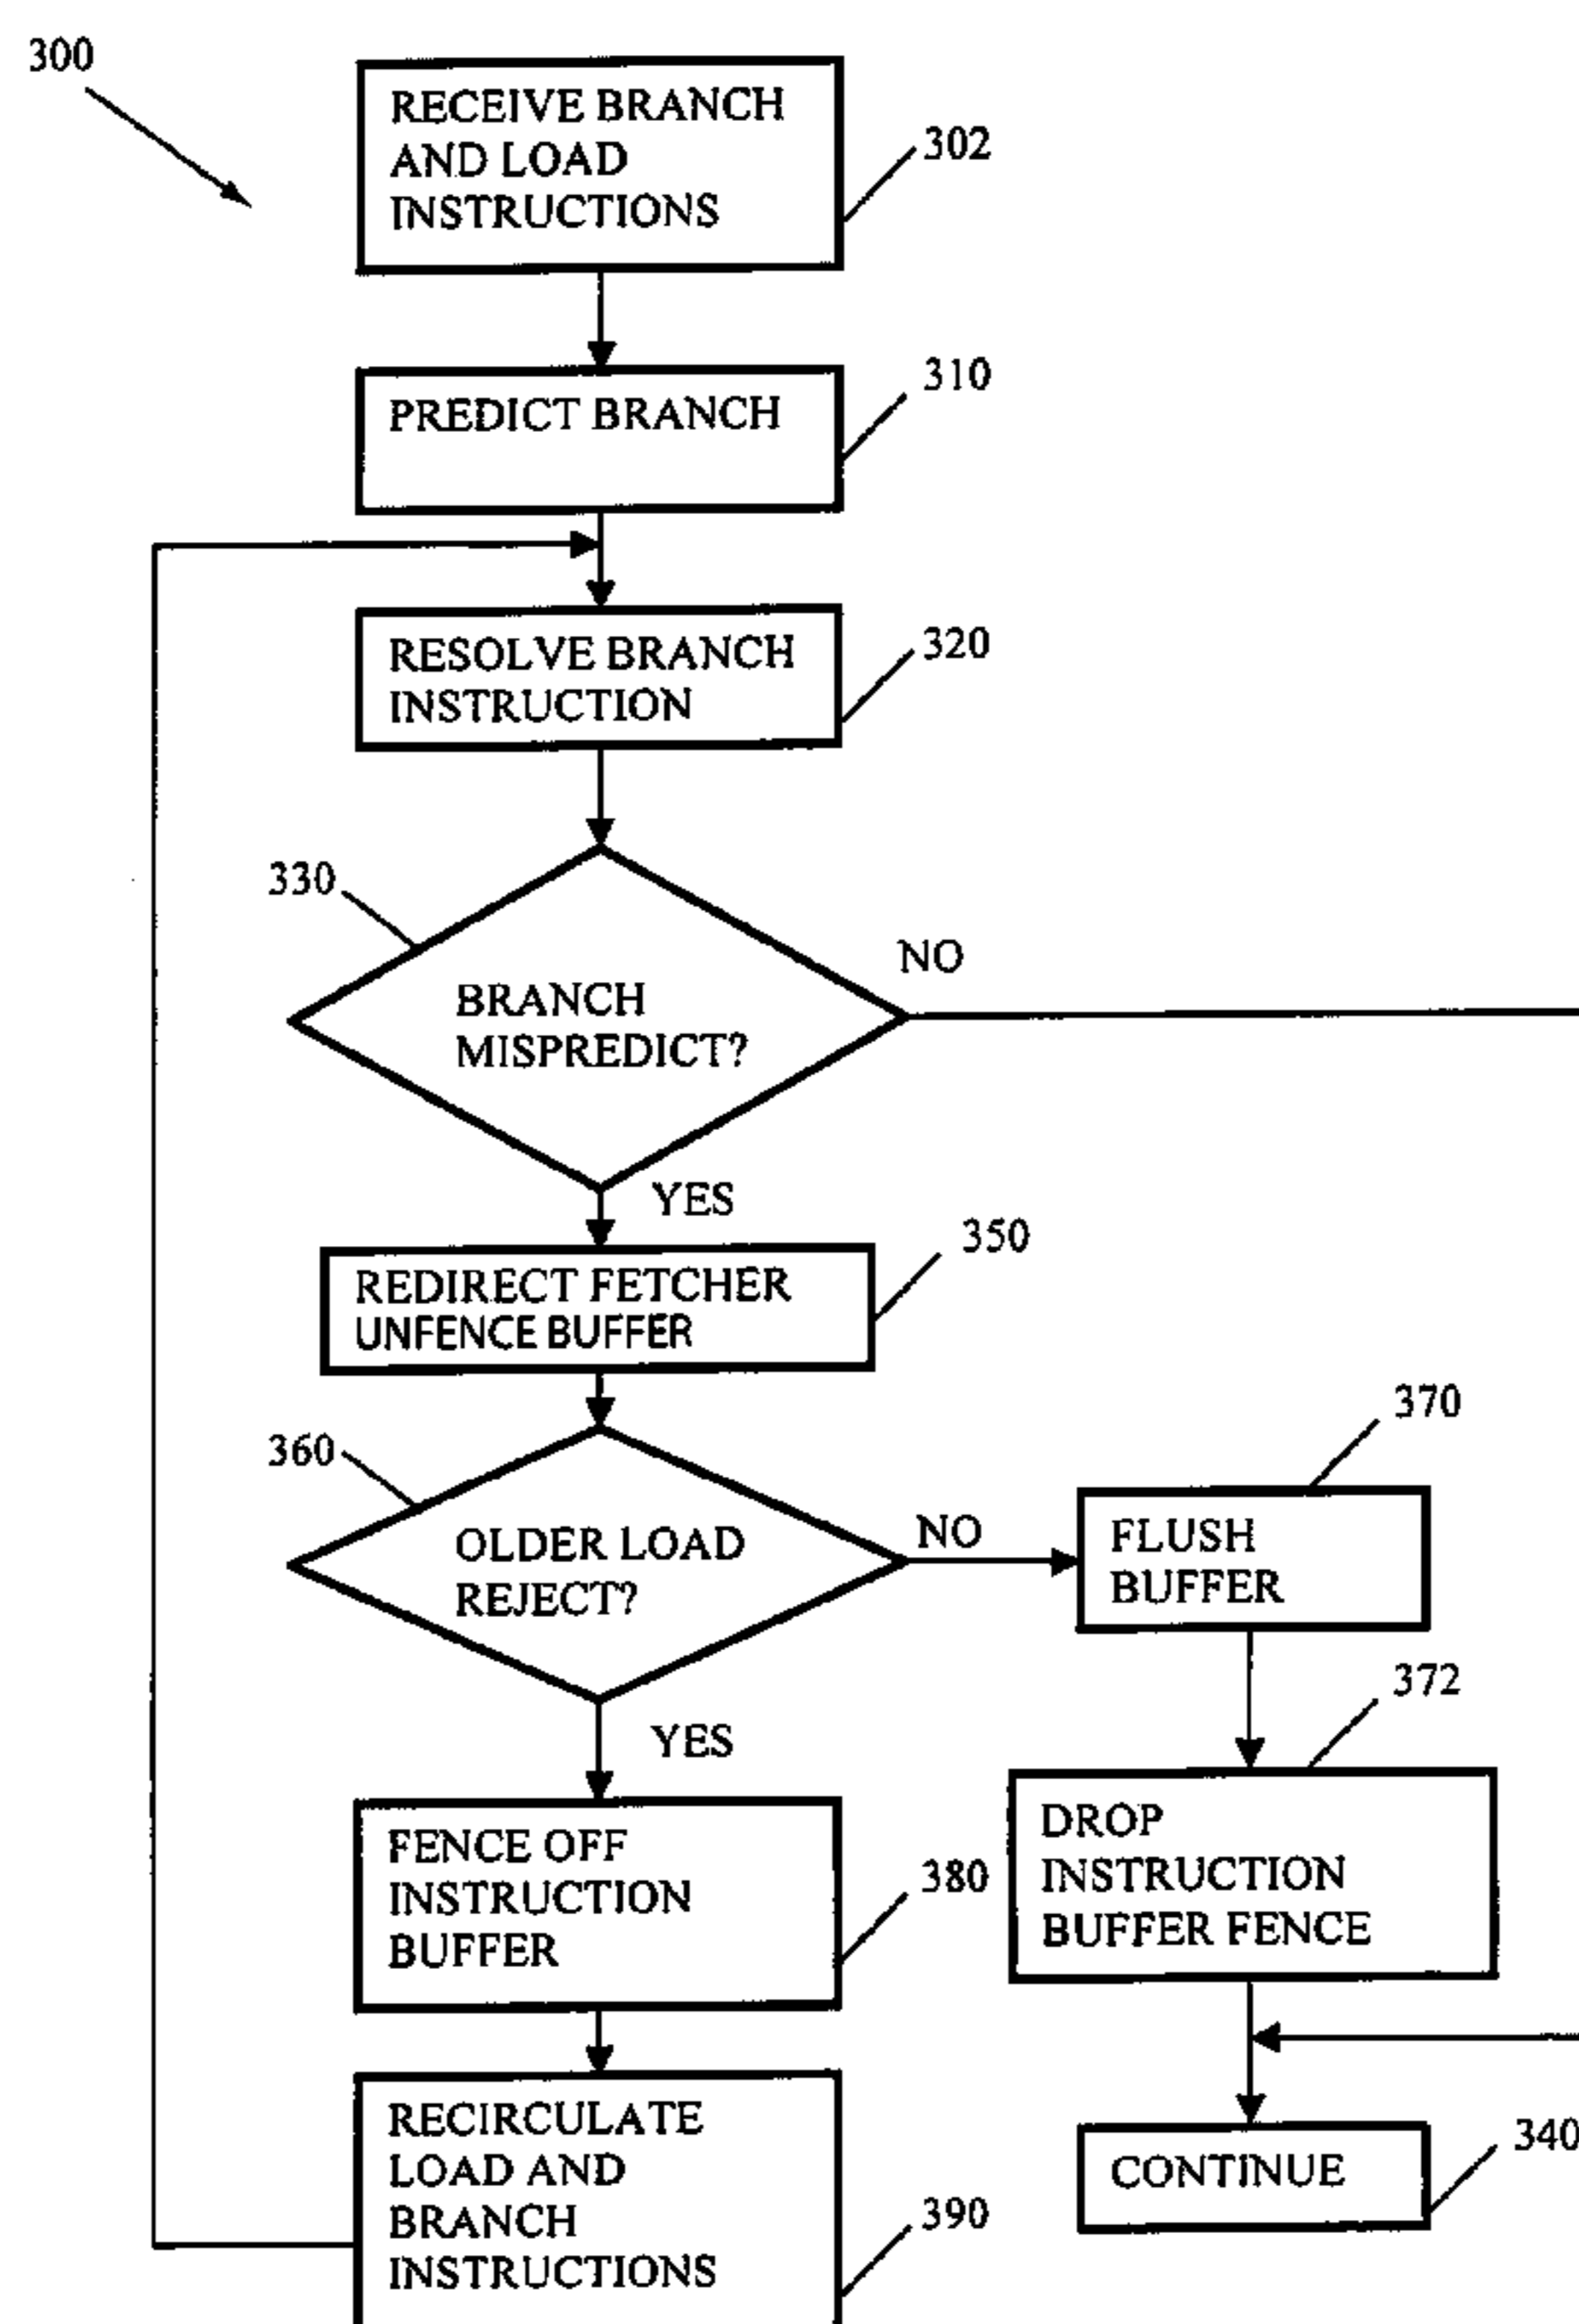 300
RECEIVE BRANCH
AND LOAD
INSTRUCTIONS
302
PREDICT BRANCH
310
RESOLVE BRANCH
INSTRUCTION
320
330
BRANCH
MISPREDICT?
NO
YES
REDIRECT FETCHER
UNFENCE BUFFER
350
360
OLDER LOAD
REJECT?
NO
YES
370
FLUSH
BUFFER
372
DROP
INSTRUCTION
BUFFER FENCE
FENCE OFF
INSTRUCTION
BUFFER
380
RECIRCULATE
LOAD AND
BRANCH
INSTRUCTIONS
390
CONTINUE
340